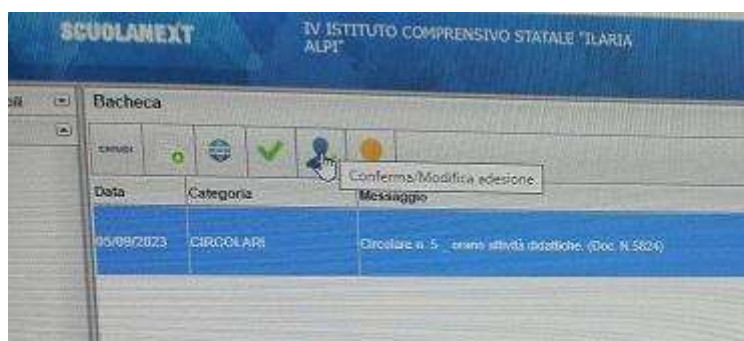 SCUOLANEXT
IV ISTITUTO COMPRENSIVO STATALE "ILARIA
ALPI"
Bacheca
Conferma/Modifica adesione
Data Categoria Messaggio
05/09/2023 CIRCOLARI Circolare n. 5 _ orario attività didattiche. (Doc. N.5824)